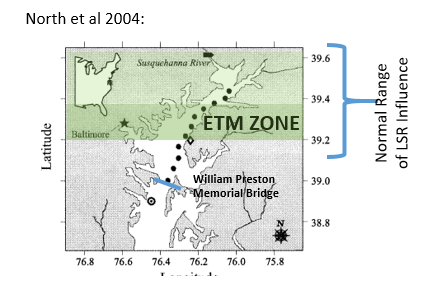 North et al 2004:
Susquehanna River
39.6
39.4
ETM ZONE
Baltimore
39.2
William Preston
Memorial Bridge
39.0
38.8
N
Latitude
76.8 76.6 76.4 76.2 76.0 75.8
Longitude
Normal Range
of LSR Influence